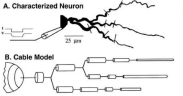 A. Characterized Neuron
25 µm
B. Cable Model